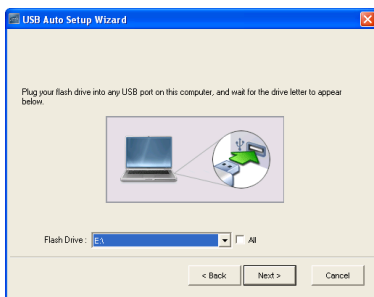 USB Auto Setup Wizard
Plug your flash drive into any USB port on this computer, and wait for the drive letter to appear
below.
Flash Drive : E:\ All
< Back Next > Cancel